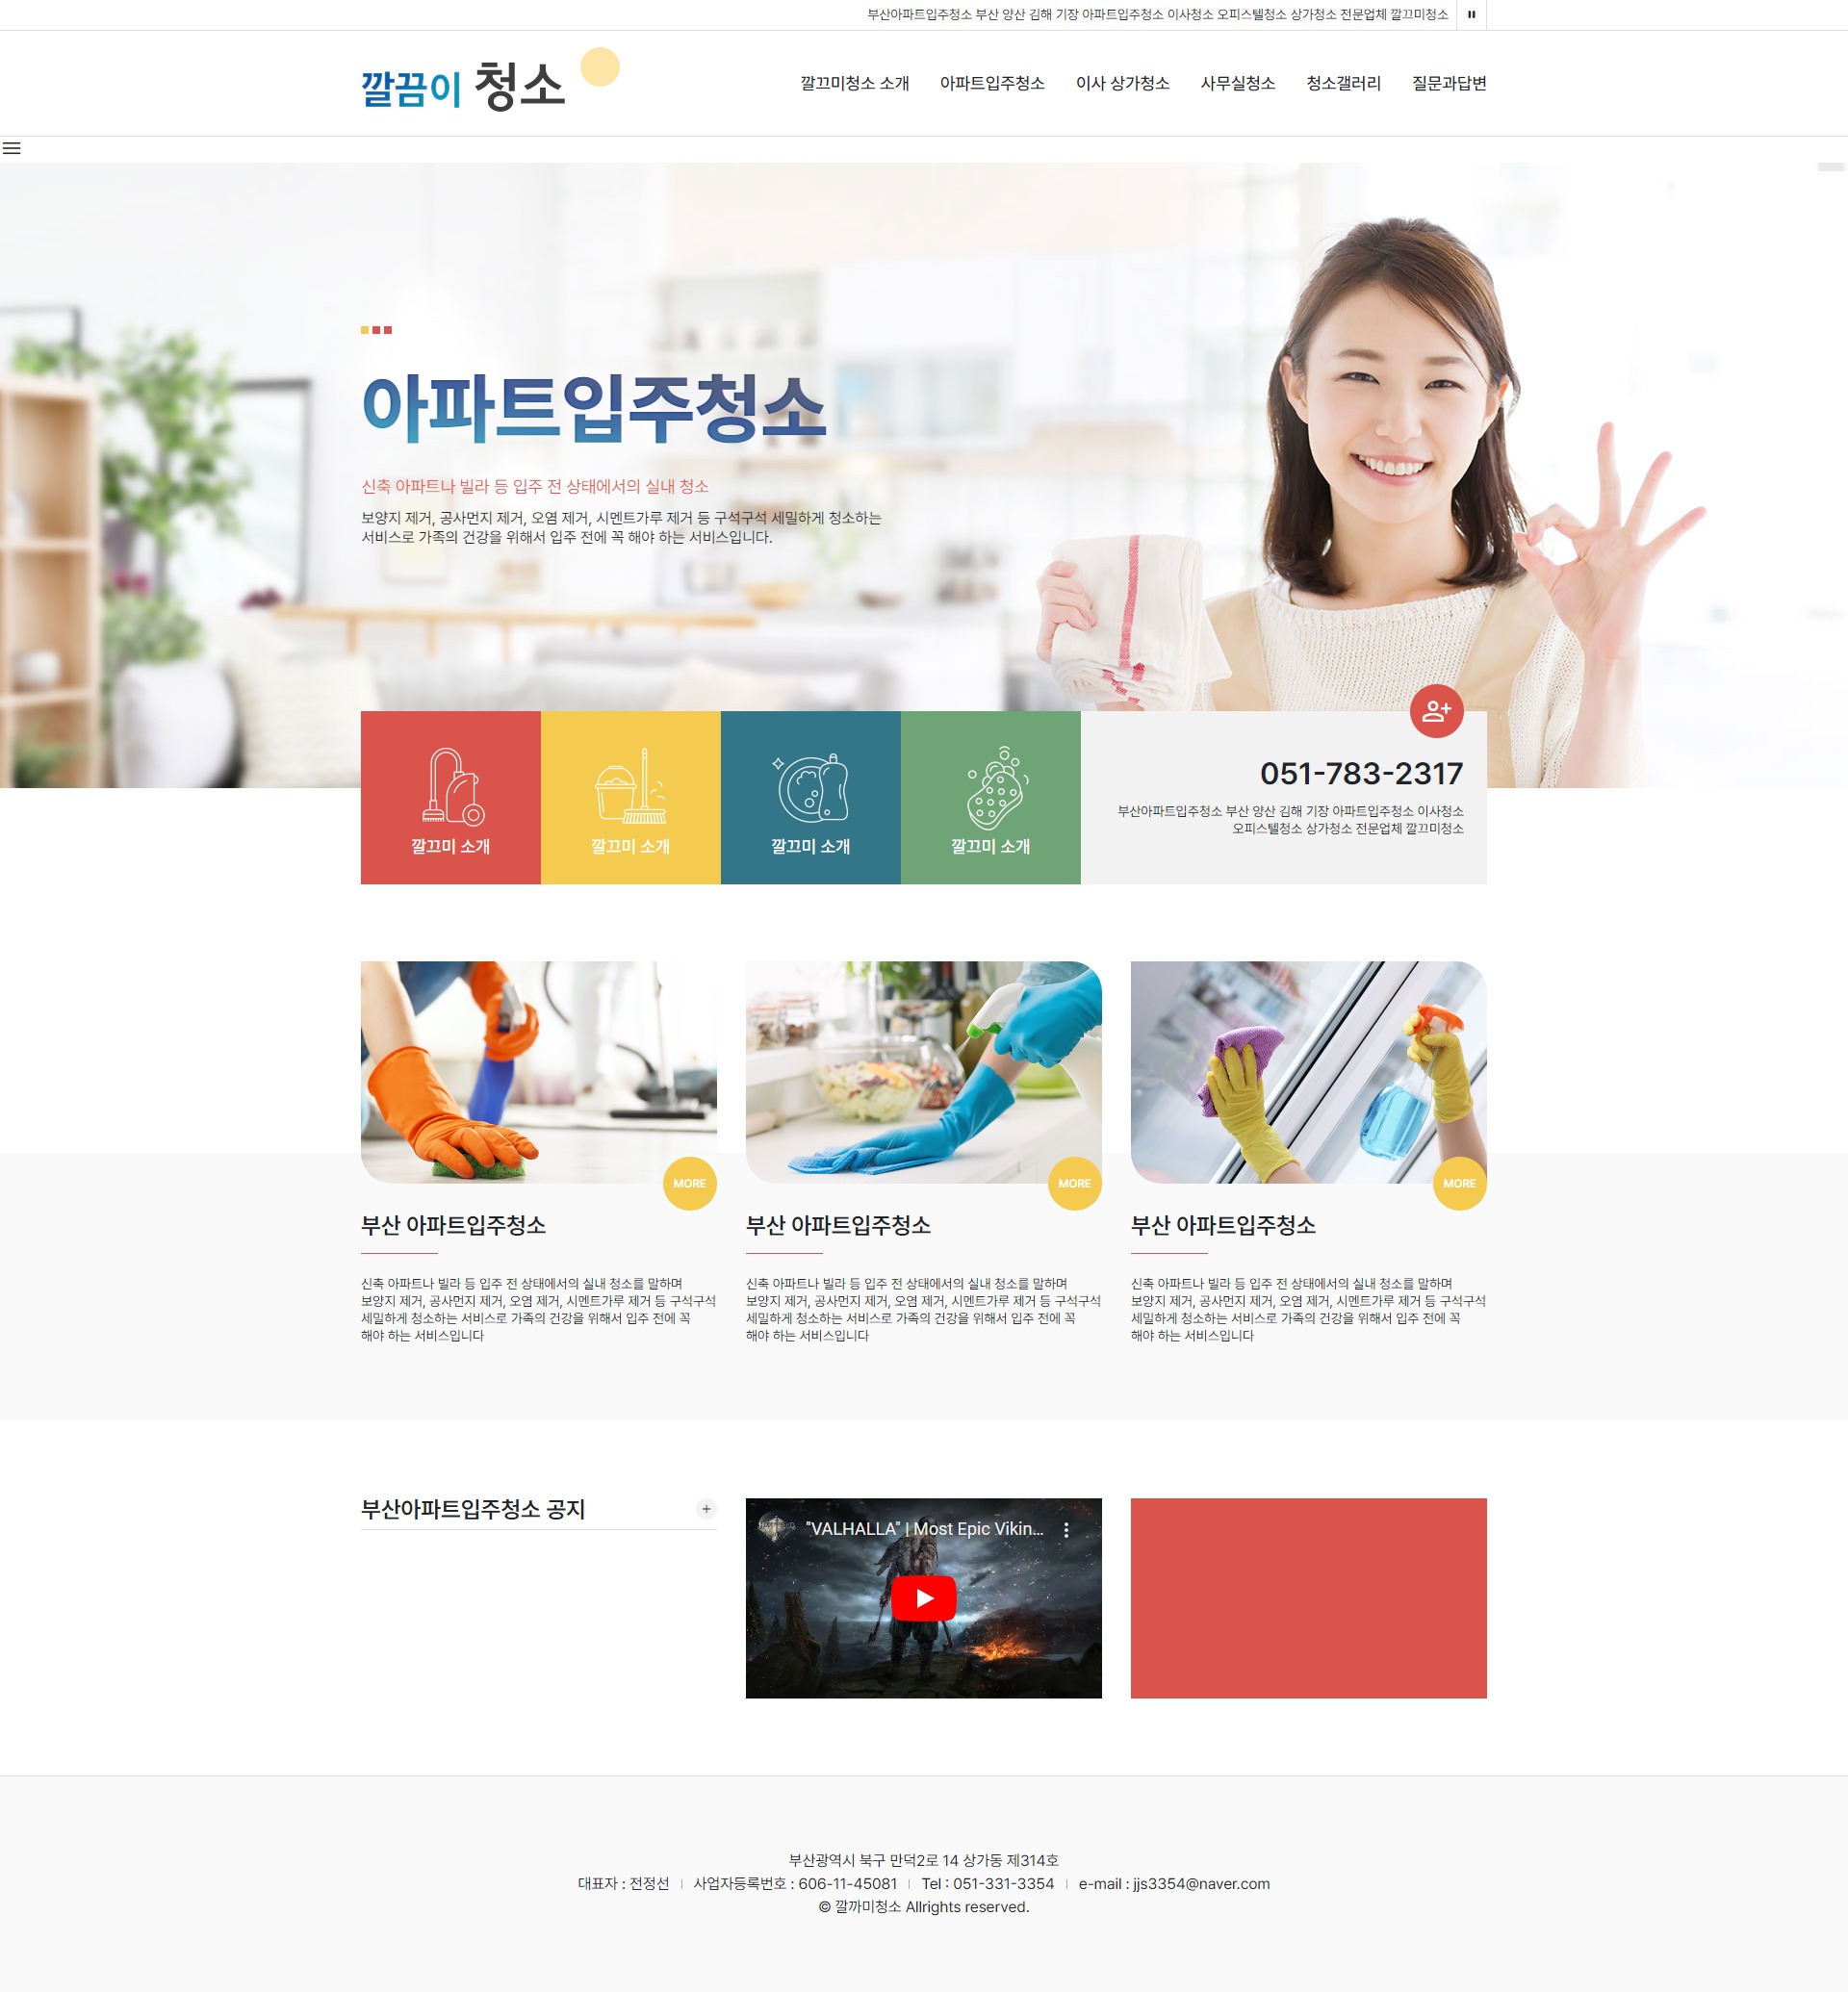 부산아파트입주청소 부산 양산 김해 기장 아파트입주청소 이사청소 오피스텔청소 상가청소 전문업체 깔끄미청소
깔끔이 청소
깔끄미청소 소개
아파트입주청소
이사 상가청소
사무실청소
청소갤러리
질문과답변
아파트입주청소
신축 아파트나 빌라 등 입주 전 상태에서의 실내 청소
보양지 제거, 공사먼지 제거, 오염 제거, 시멘트가루 제거 등 구석구석 세밀하게 청소하는
서비스로 가족의 건강을 위해서 입주 전에 꼭 해야 하는 서비스입니다.
깔끄미 소개
깔끄미 소개
깔끄미 소개
깔끄미 소개
051-783-2317
부산아파트입주청소 부산 양산 김해 기장 아파트입주청소 이사청소
오피스텔청소 상가청소 전문업체 깔끄미청소
MORE
부산 아파트입주청소
신축 아파트나 빌라 등 입주 전 상태에서의 실내 청소를 말하며
보양지 제거, 공사먼지 제거, 오염 제거, 시멘트가루 제거 등 구석구석
세밀하게 청소하는 서비스로 가족의 건강을 위해서 입주 전에 꼭
해야 하는 서비스입니다
MORE
부산 아파트입주청소
신축 아파트나 빌라 등 입주 전 상태에서의 실내 청소를 말하며
보양지 제거, 공사먼지 제거, 오염 제거, 시멘트가루 제거 등 구석구석
세밀하게 청소하는 서비스로 가족의 건강을 위해서 입주 전에 꼭
해야 하는 서비스입니다
MORE
부산 아파트입주청소
신축 아파트나 빌라 등 입주 전 상태에서의 실내 청소를 말하며
보양지 제거, 공사먼지 제거, 오염 제거, 시멘트가루 제거 등 구석구석
세밀하게 청소하는 서비스로 가족의 건강을 위해서 입주 전에 꼭
해야 하는 서비스입니다
부산아파트입주청소 공지
"VALHALLA" | Most Epic Vikin...
부산광역시 북구 만덕2로 14 상가동 제314호
대표자 : 전정선 | 사업자등록번호 : 606-11-45081 | Tel : 051-331-3354 | e-mail : jjs3354@naver.com
© 깔까미청소 Allrights reserved.